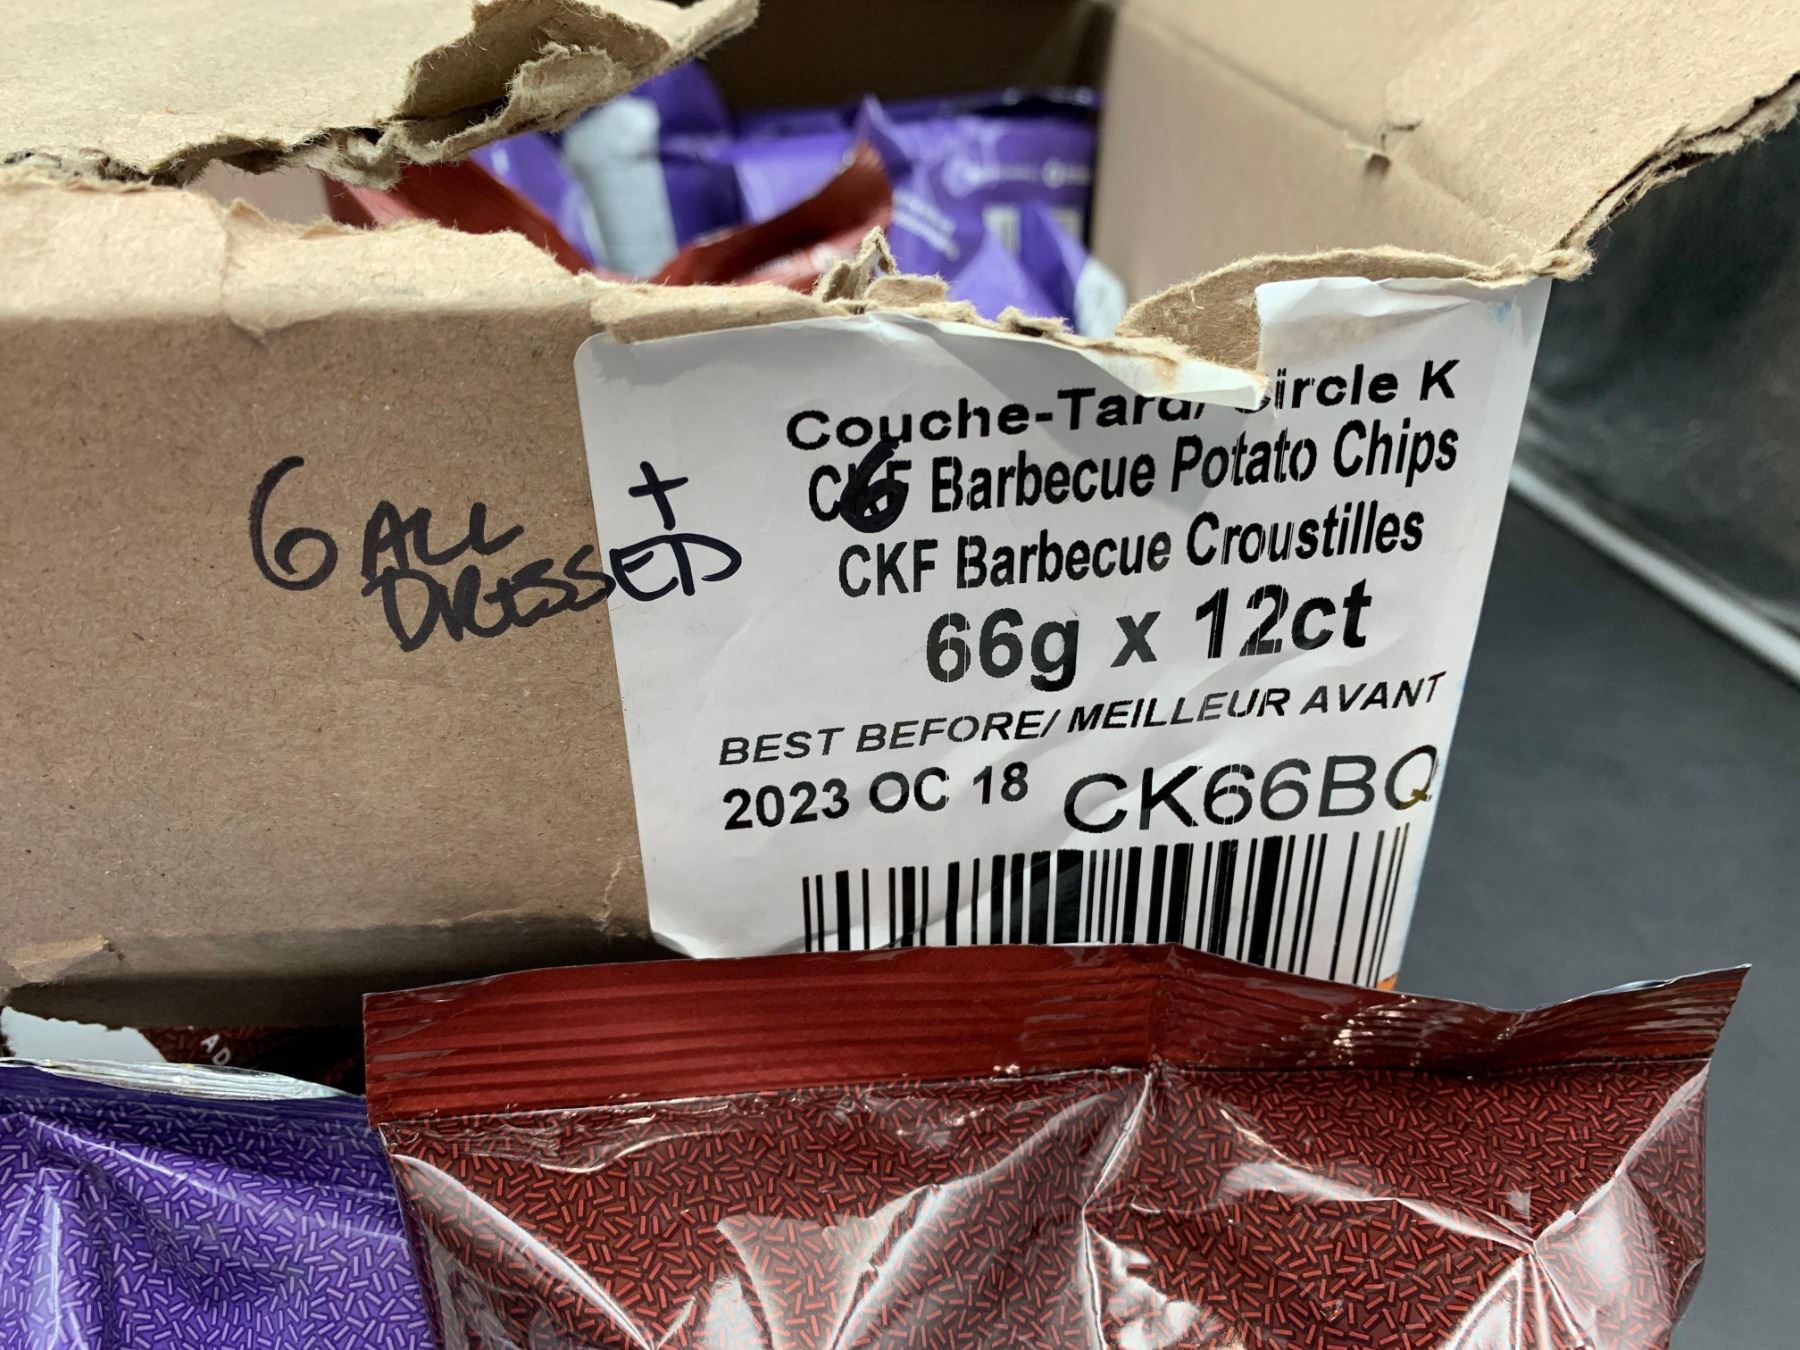 6 ALL
DRESSED
+
6
Couche-Tard/ Circle K
CKF Barbecue Potato Chips
CKF Barbecue Croustilles
66g x 12ct
BEST BEFORE/ MEILLEUR AVANT
2023 OC 18 CK66BQ
AD